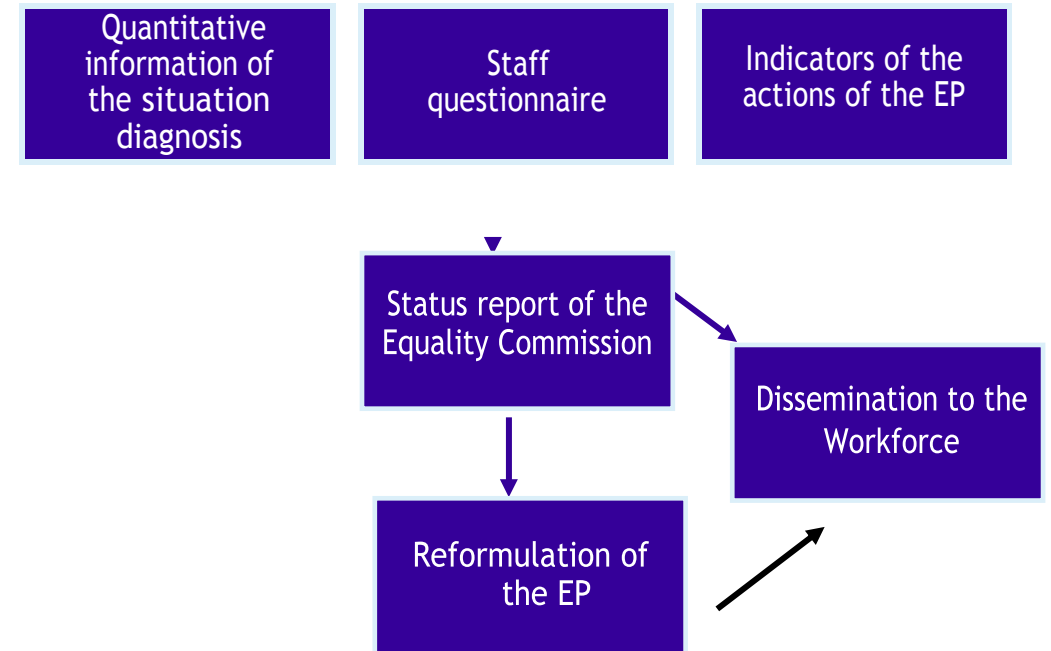 Quantitative
information of
the situation
diagnosis
Staff
questionnaire
Indicators of the
actions of the EP
Status report of the
Equality Commission
Dissemination to the
Workforce
Reformulation of
the EP